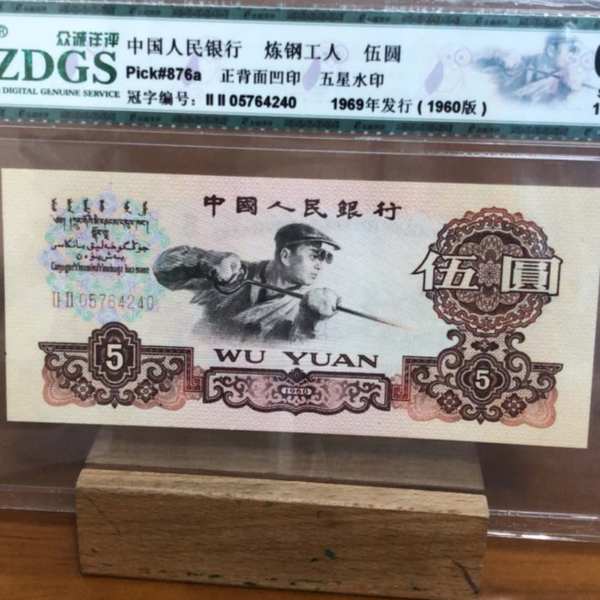 众诚评评
ZDGS
DIGITAL GENUINE SERVICE
中国人民银行 炼钢工人 伍圆
Pick#876a 正背面凹印 五星水印
冠字编号：II II 05764240 1969年发行（1960版）
中國人民銀行
II II 05764240
伍圓
5
WU YUAN
5
1960